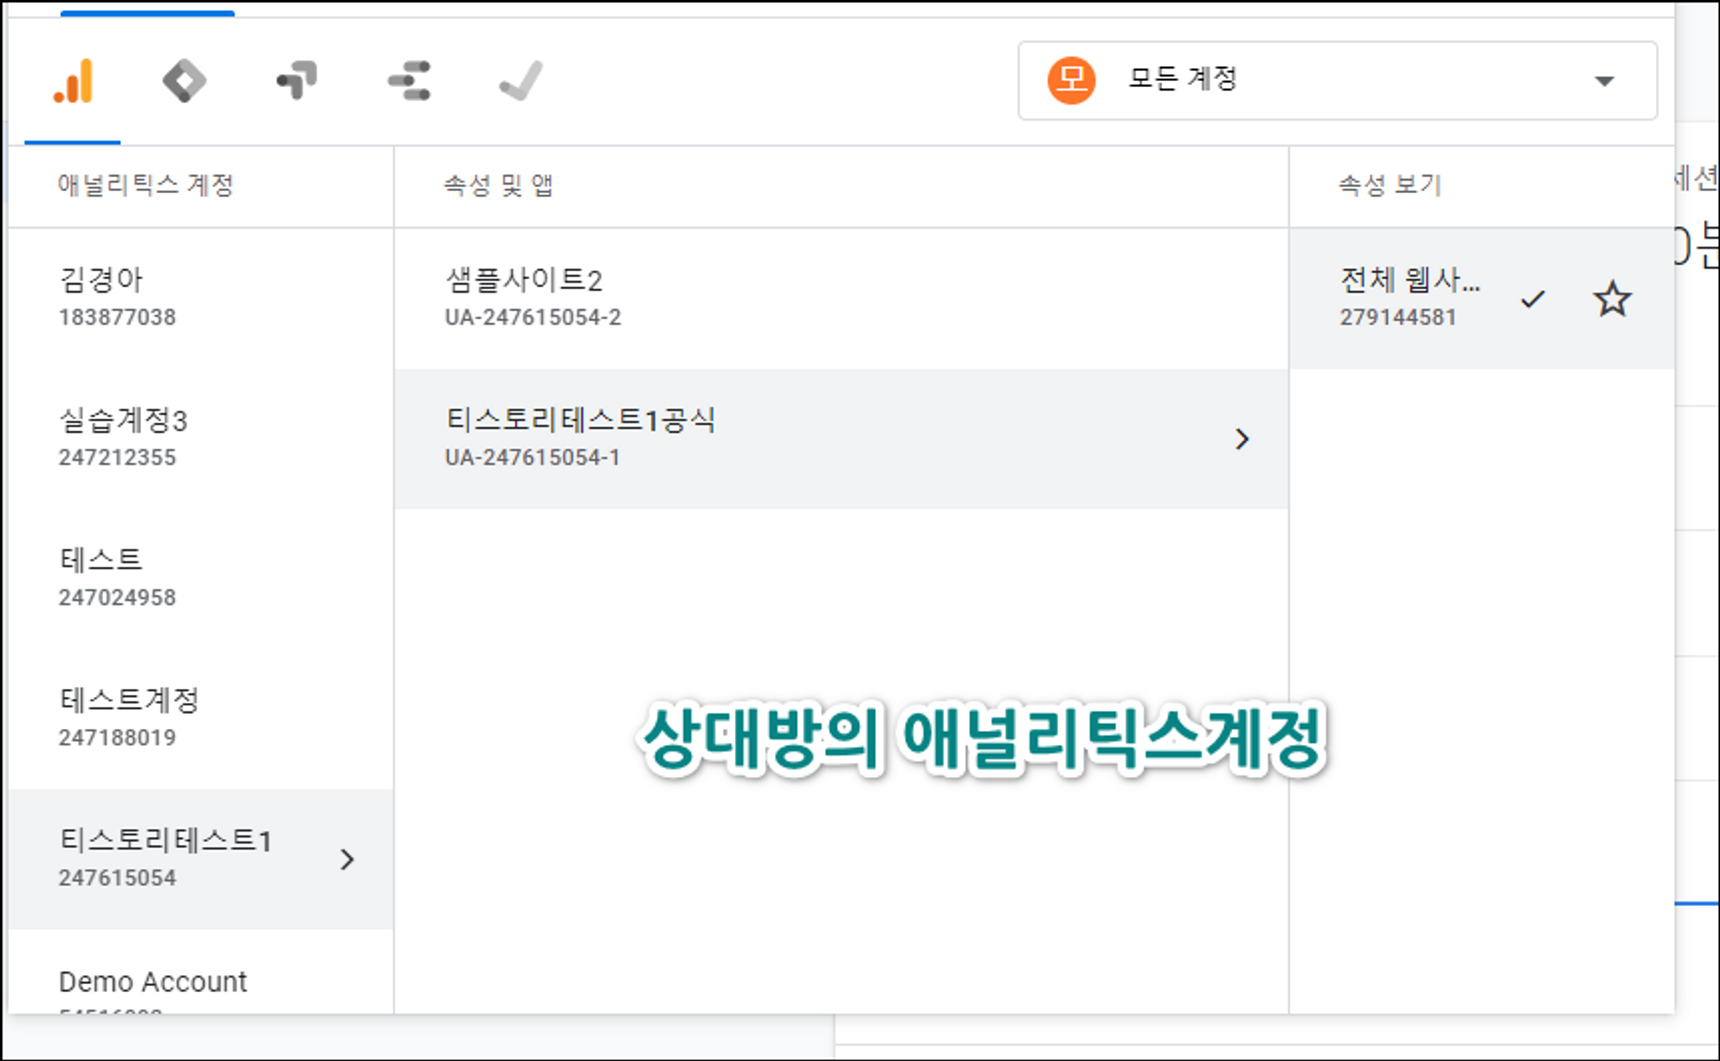 모 모든 계정
애널리틱스 계정
속성 및 앱
속성 보기
김경아
183877038
실습계정3
247212355
테스트
247024958
테스트계정
247188019
티스토리테스트1
247615054
Demo Account
샘플사이트2
UA-247615054-2
티스토리테스트1공식
UA-247615054-1
전체 웹사...
279144581
상대방의 애널리틱스계정
세션
0분